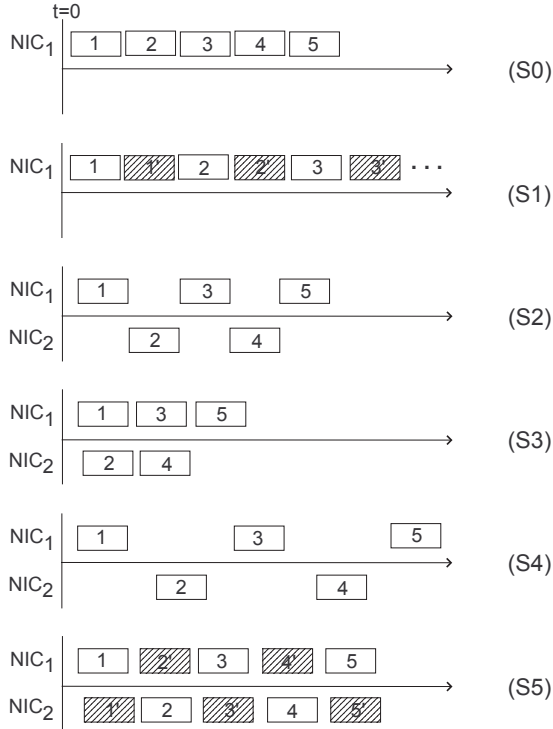 t=0
NIC1 1 2 3 4 5 (S0)
NIC1 1 1' 2 2' 3 3' ... (S1)
NIC1 1 3 5
NIC2 2 4 (S2)
NIC1 1 3 5
NIC2 2 4 (S3)
NIC1 1 3 5
NIC2 2 4 (S4)
NIC1 1 2' 3 4' 5
NIC2 1' 2 3' 4 5' (S5)